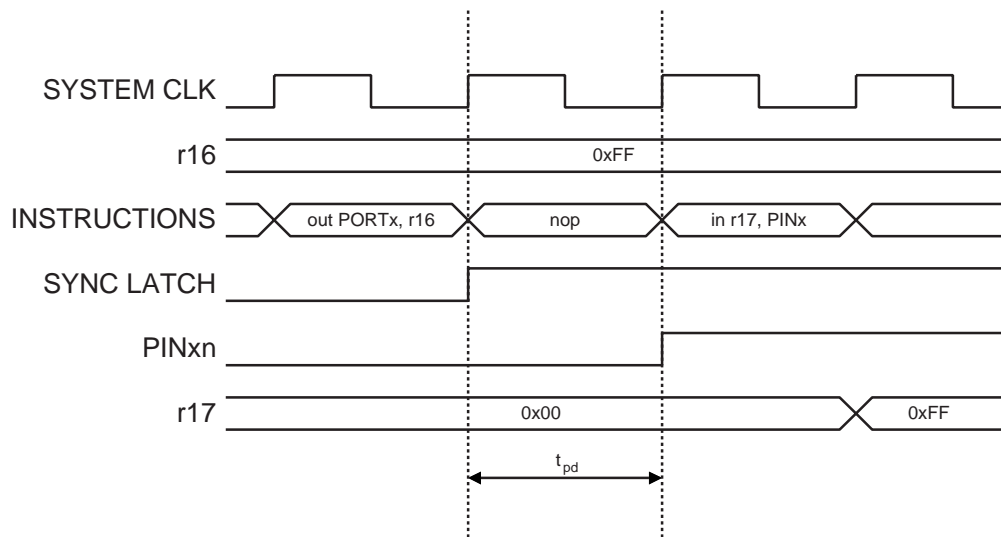 SYSTEM CLK
r16
0xFF
INSTRUCTIONS
out PORTx, r16
nop
in r17, PINx
SYNC LATCH
PINxn
r17
0x00
0xFF
tpd